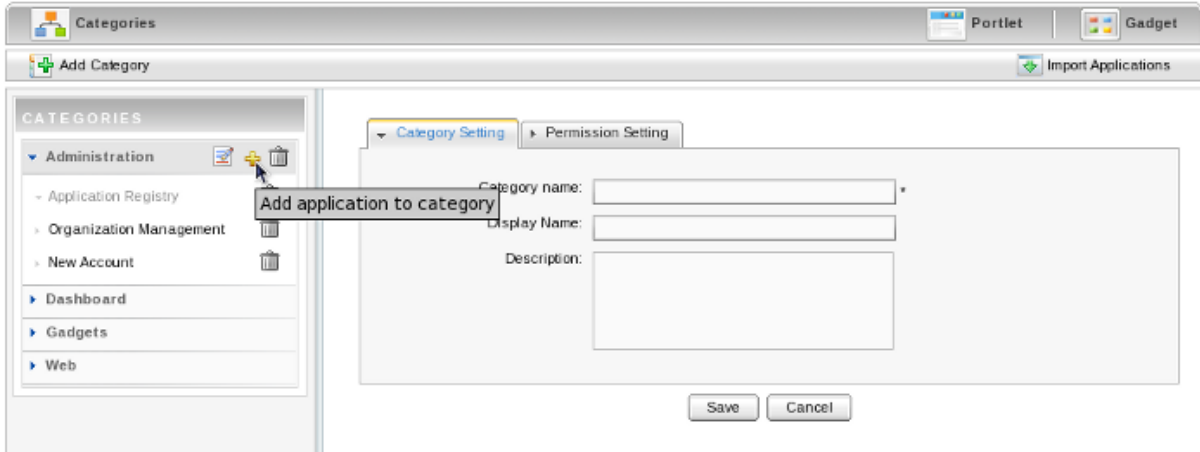 Categories
Portlet
Gadget
Add Category
Import Applications
CATEGORIES
Administration
Application Registry
Organization Management
New Account
Dashboard
Gadgets
Web
Add application to category
Category Setting
Permission Setting
Category name: *
Display Name:
Description:
Save
Cancel